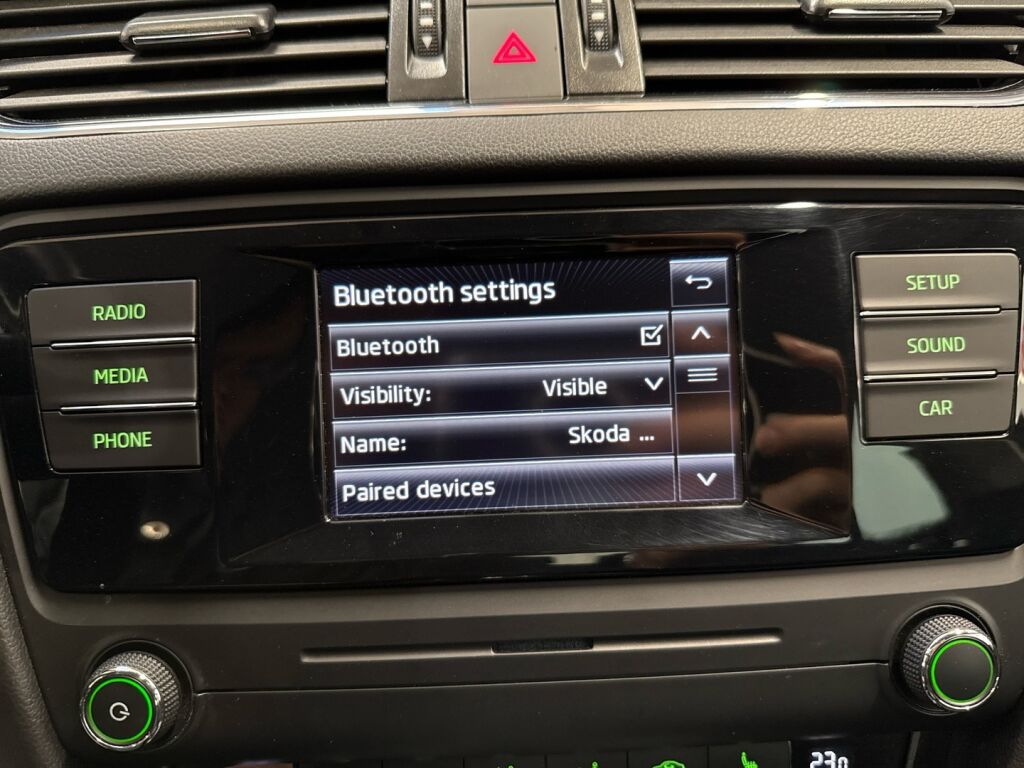 Bluetooth settings
RADIO
SETUP
Bluetooth
MEDIA
SOUND
Visibility: Visible
PHONE
CAR
Name: Skoda ...
Paired devices